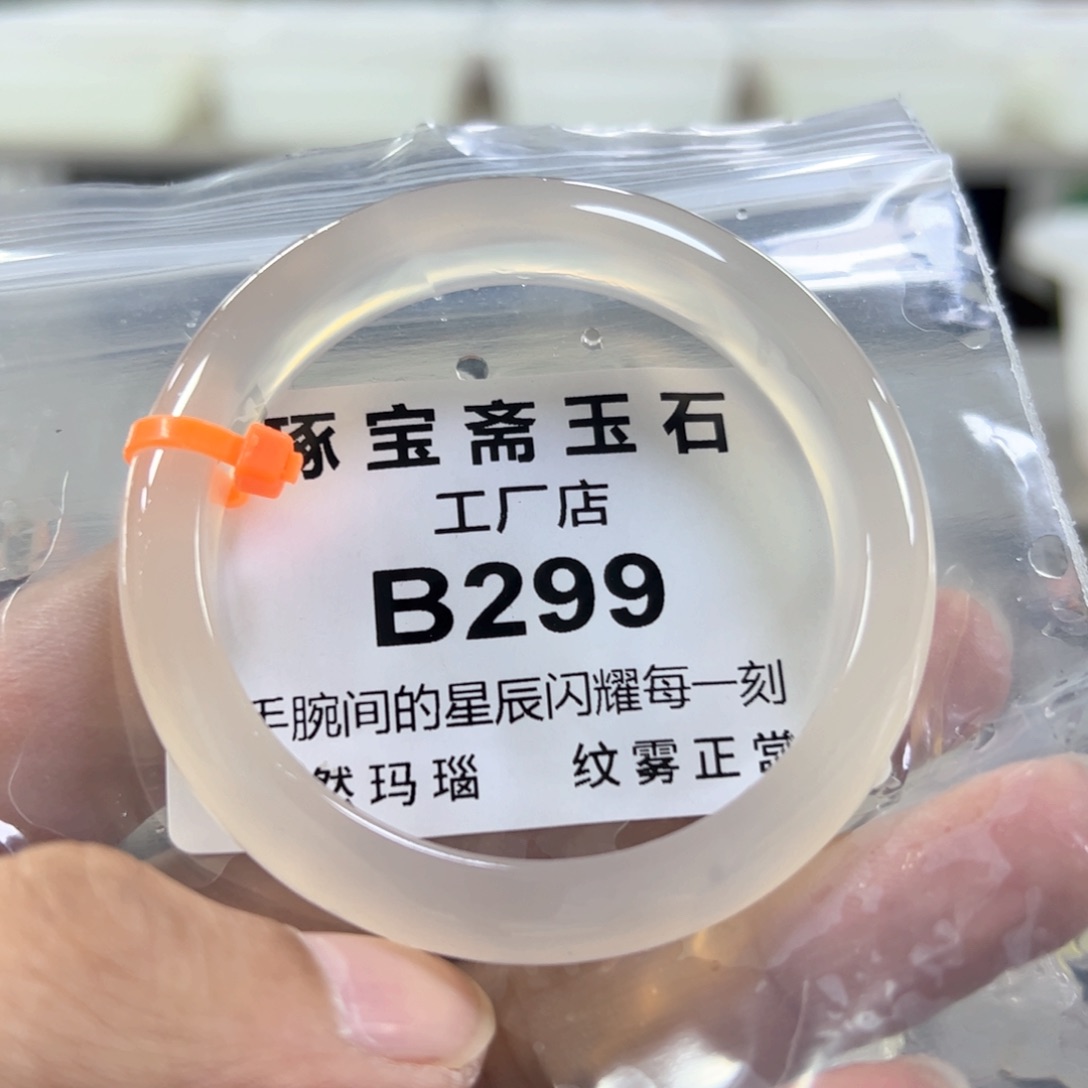 琢宝斋玉石
工厂店
B299
手腕间的星辰闪耀每一刻
然玛瑙 纹雾正常